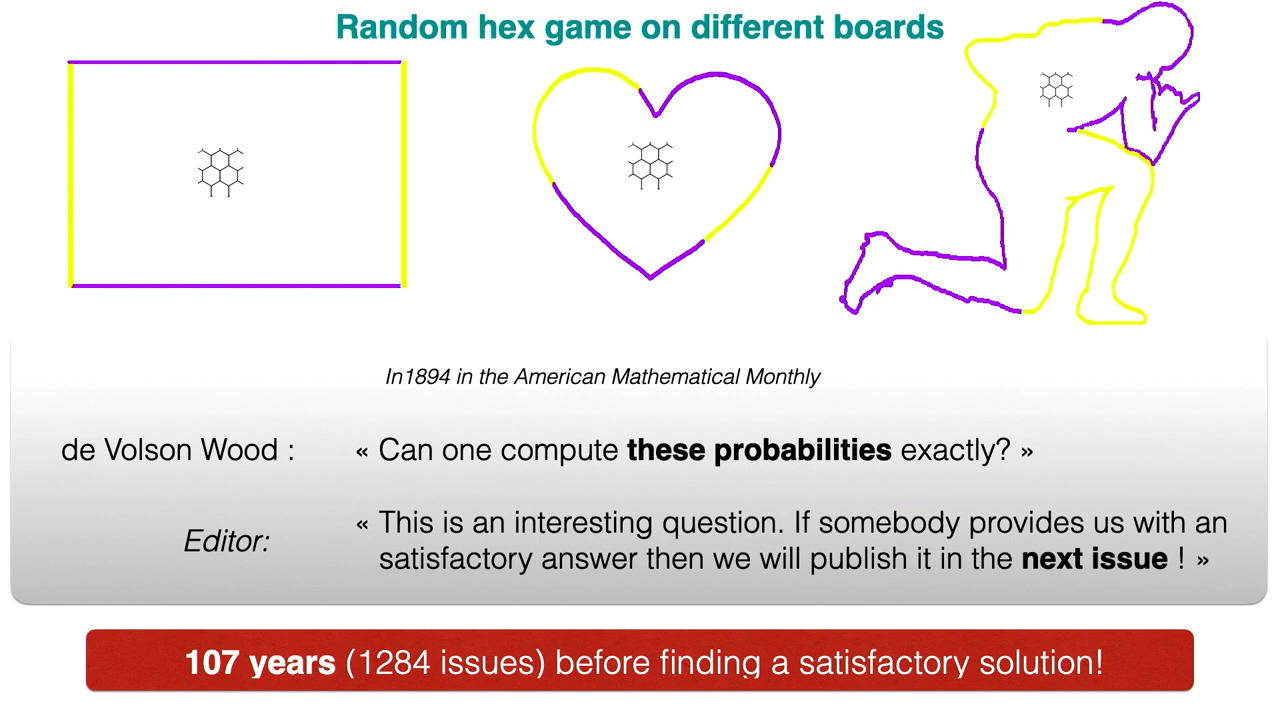 Random hex game on different boards
In1894 in the American Mathematical Monthly
de Volson Wood : « Can one compute these probabilities exactly? »
Editor: « This is an interesting question. If somebody provides us with an
satisfactory answer then we will publish it in the next issue ! »
107 years (1284 issues) before finding a satisfactory solution!